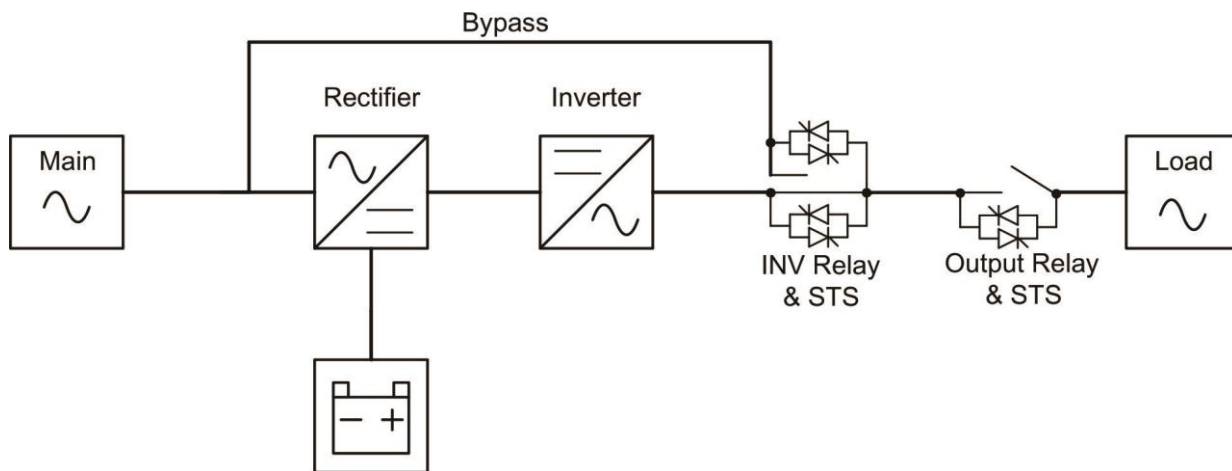 Bypass
Rectifier
Inverter
Main
Load
INV Relay
& STS
Output Relay
& STS